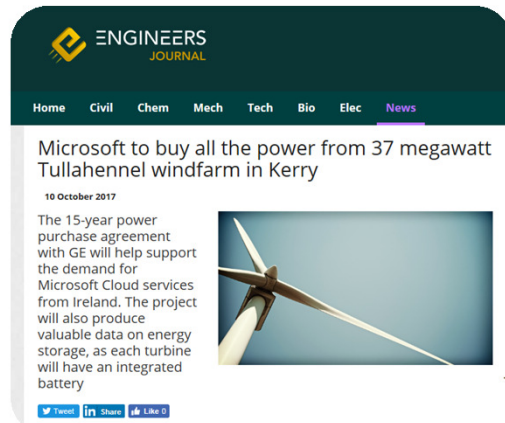 ENGINEERS
JOURNAL
Home Civil Chem Mech Tech Bio Elec News
Microsoft to buy all the power from 37 megawatt
Tullahennel windfarm in Kerry
10 October 2017
The 15-year power
purchase agreement
with GE will help support
the demand for
Microsoft Cloud services
from Ireland. The project
will also produce
valuable data on energy
storage, as each turbine
will have an integrated
battery
Tweet in Share Like 0